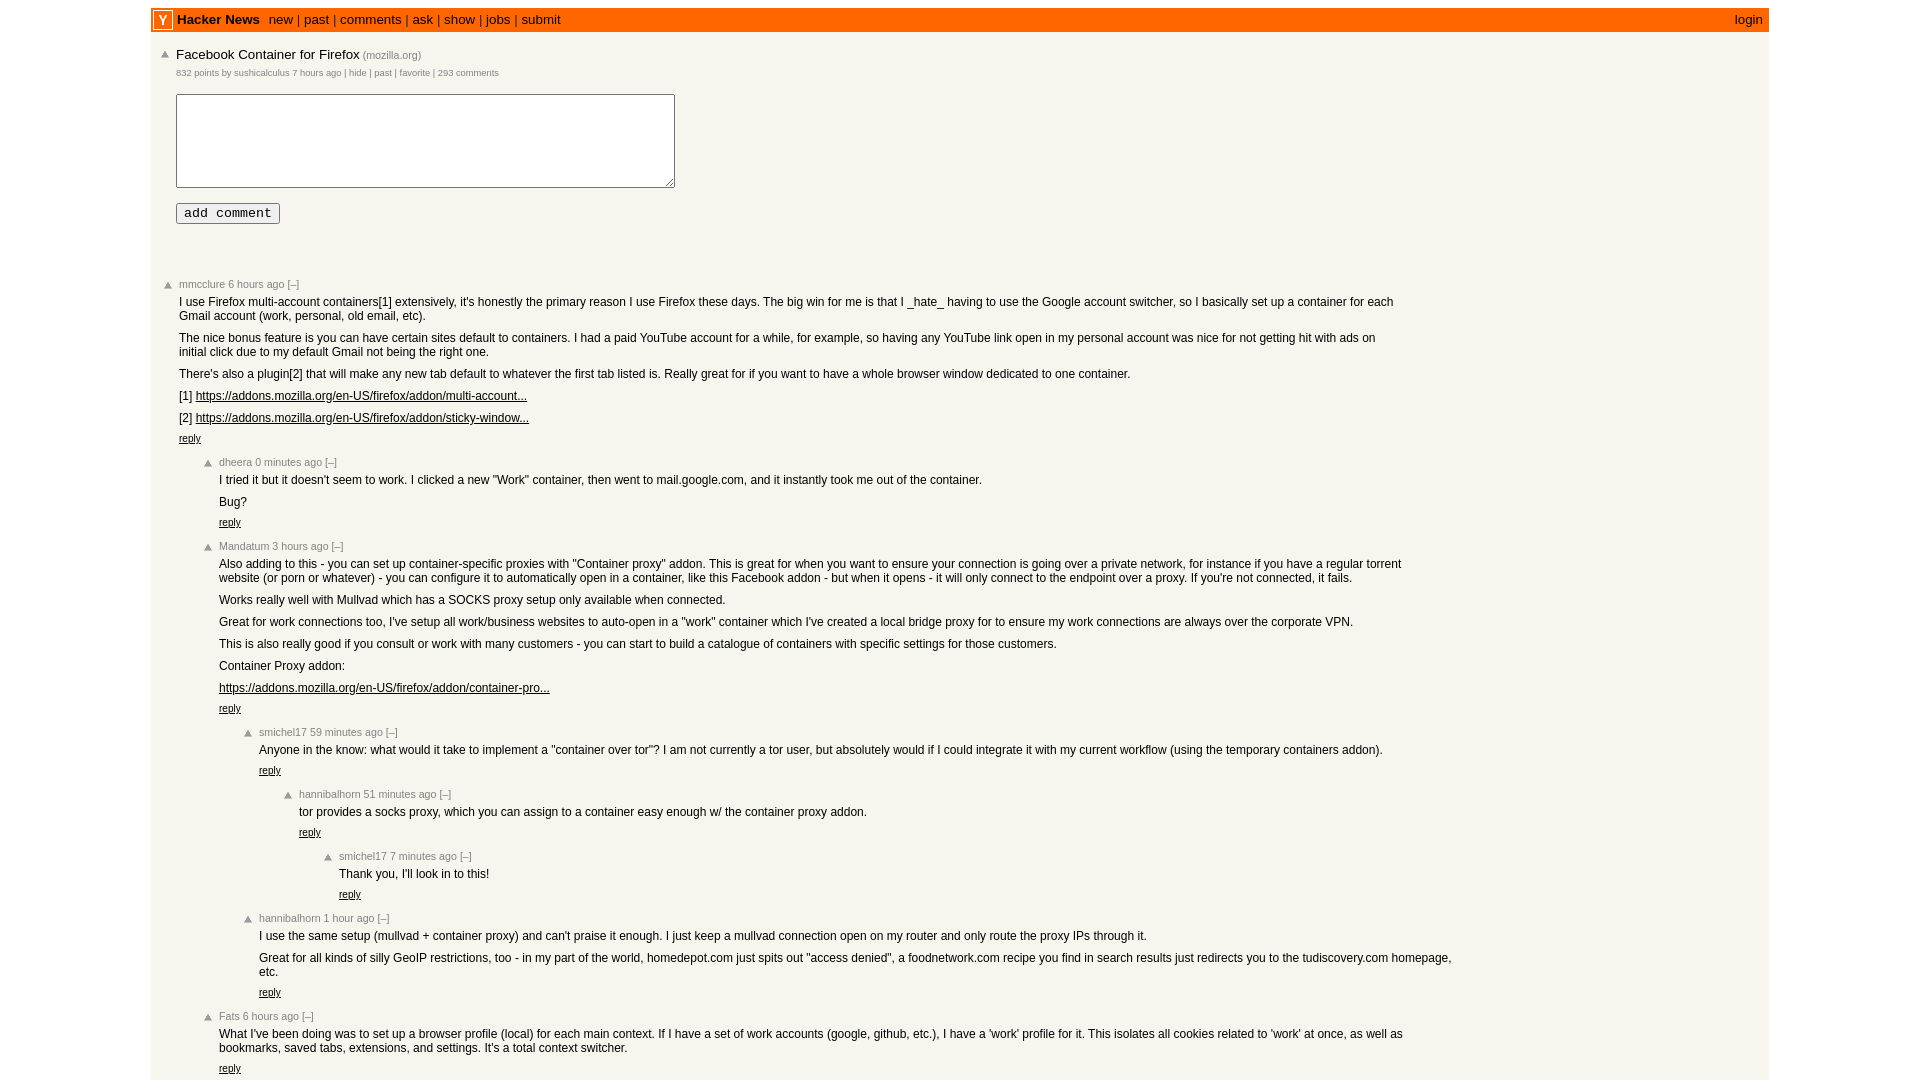 Y Hacker News new | past | comments | ask | show | jobs | submit login
Facebook Container for Firefox (mozilla.org)
832 points by sushicalculus 7 hours ago | hide | past | favorite | 293 comments
add comment
mmcclure 6 hours ago [–]
I use Firefox multi-account containers[1] extensively, it's honestly the primary reason I use Firefox these days. The big win for me is that I _hate_ having to use the Google account switcher, so I basically set up a container for each
Gmail account (work, personal, old email, etc).
The nice bonus feature is you can have certain sites default to containers. I had a paid YouTube account for a while, for example, so having any YouTube link open in my personal account was nice for not getting hit with ads on
initial click due to my default Gmail not being the right one.
There's also a plugin[2] that will make any new tab default to whatever the first tab listed is. Really great for if you want to have a whole browser window dedicated to one container.
[1] https://addons.mozilla.org/en-US/firefox/addon/multi-account...
[2] https://addons.mozilla.org/en-US/firefox/addon/sticky-window...
reply
dheera 0 minutes ago [–]
I tried it but it doesn't seem to work. I clicked a new "Work" container, then went to mail.google.com, and it instantly took me out of the container.
Bug?
reply
Mandatum 3 hours ago [–]
Also adding to this - you can set up container-specific proxies with "Container proxy" addon. This is great for when you want to ensure your connection is going over a private network, for instance if you have a regular torrent
website (or porn or whatever) - you can configure it to automatically open in a container, like this Facebook addon - but when it opens - it will only connect to the endpoint over a proxy. If you're not connected, it fails.
Works really well with Mullvad which has a SOCKS proxy setup only available when connected.
Great for work connections too, I've setup all work/business websites to auto-open in a "work" container which I've created a local bridge proxy for to ensure my work connections are always over the corporate VPN.
This is also really good if you consult or work with many customers - you can start to build a catalogue of containers with specific settings for those customers.
Container Proxy addon:
https://addons.mozilla.org/en-US/firefox/addon/container-pro...
reply
smichel17 59 minutes ago [–]
Anyone in the know: what would it take to implement a "container over tor"? I am not currently a tor user, but absolutely would if I could integrate it with my current workflow (using the temporary containers addon).
reply
hannibalhorn 51 minutes ago [–]
tor provides a socks proxy, which you can assign to a container easy enough w/ the container proxy addon.
reply
smichel17 7 minutes ago [–]
Thank you, I'll look in to this!
reply
hannibalhorn 1 hour ago [–]
I use the same setup (mullvad + container proxy) and can't praise it enough. I just keep a mullvad connection open on my router and only route the proxy IPs through it.
Great for all kinds of silly GeoIP restrictions, too - in my part of the world, homedepot.com just spits out "access denied", a foodnetwork.com recipe you find in search results just redirects you to the tudiscovery.com homepage,
etc.
reply
Fats 6 hours ago [–]
What I've been doing was to set up a browser profile (local) for each main context. If I have a set of work accounts (google, github, etc.), I have a 'work' profile for it. This isolates all cookies related to 'work' at once, as well as
bookmarks, saved tabs, extensions, and settings. It's a total context switcher.
reply